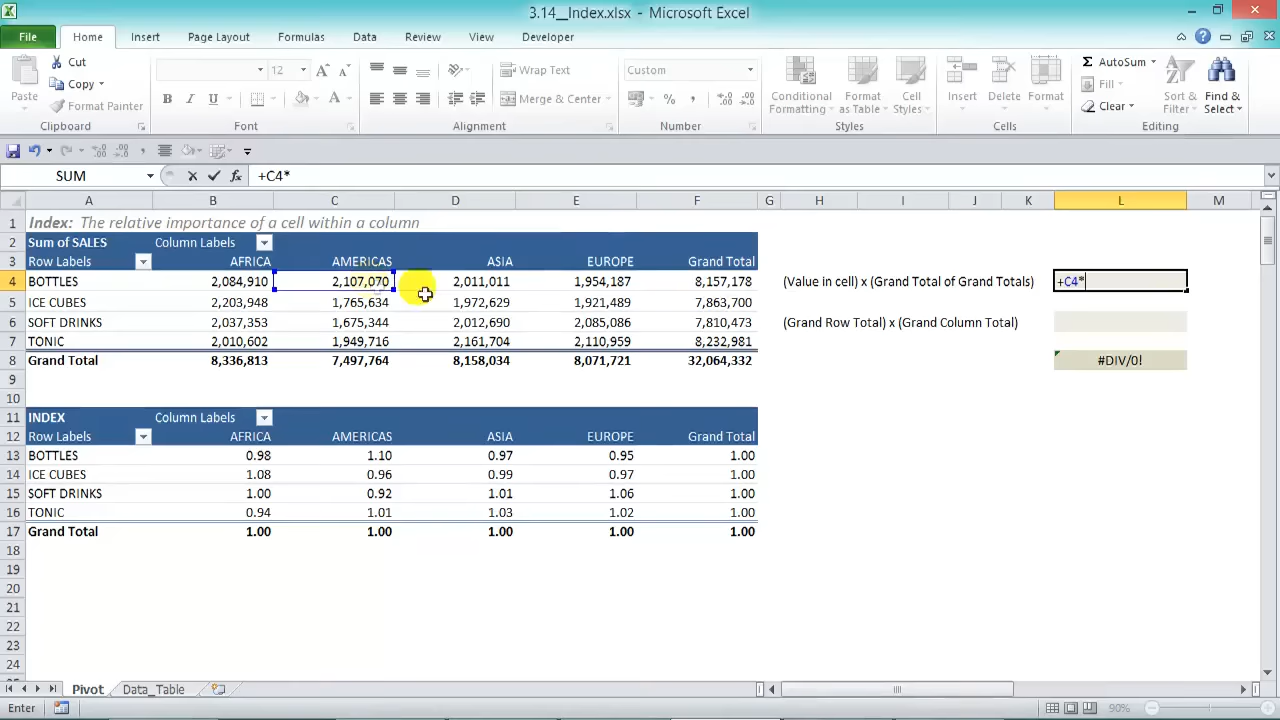 3.14__Index.xlsx - Microsoft Excel
File Home Insert Page Layout Formulas Data Review View Developer
Paste Cut Copy Format Painter Clipboard
12 A A B I U A Font
Wrap Text Merge & Center Alignment
Custom % , Number
Conditional Formatting Format as Table Cell Styles Styles
Insert Delete Format Cells
AutoSum Fill Clear Sort & Filter Find & Select Editing
SUM fx +C4*
A B C D E F G H I J K L M
1 Index: The relative importance of a cell within a column
2 Sum of SALES Column Labels
3 Row Labels AFRICA AMERICAS ASIA EUROPE Grand Total
4 BOTTLES 2,084,910 2,107,070 2,011,011 1,954,187 8,157,178 (Value in cell) x (Grand Total of Grand Totals) +C4*
5 ICE CUBES 2,203,948 1,765,634 1,972,629 1,921,489 7,863,700
6 SOFT DRINKS 2,037,353 1,675,344 2,012,690 2,085,086 7,810,473 (Grand Row Total) x (Grand Column Total)
7 TONIC 2,010,602 1,949,716 2,161,704 2,110,959 8,232,981
8 Grand Total 8,336,813 7,497,764 8,158,034 8,071,721 32,064,332 #DIV/0!
9
10
11 INDEX Column Labels
12 Row Labels AFRICA AMERICAS ASIA EUROPE Grand Total
13 BOTTLES 0.98 1.10 0.97 0.95 1.00
14 ICE CUBES 1.08 0.96 0.99 0.97 1.00
15 SOFT DRINKS 1.00 0.92 1.01 1.06 1.00
16 TONIC 0.94 1.01 1.03 1.02 1.00
17 Grand Total 1.00 1.00 1.00 1.00 1.00
18
19
20
21
22
23
24
Pivot Data_Table
Enter 90%